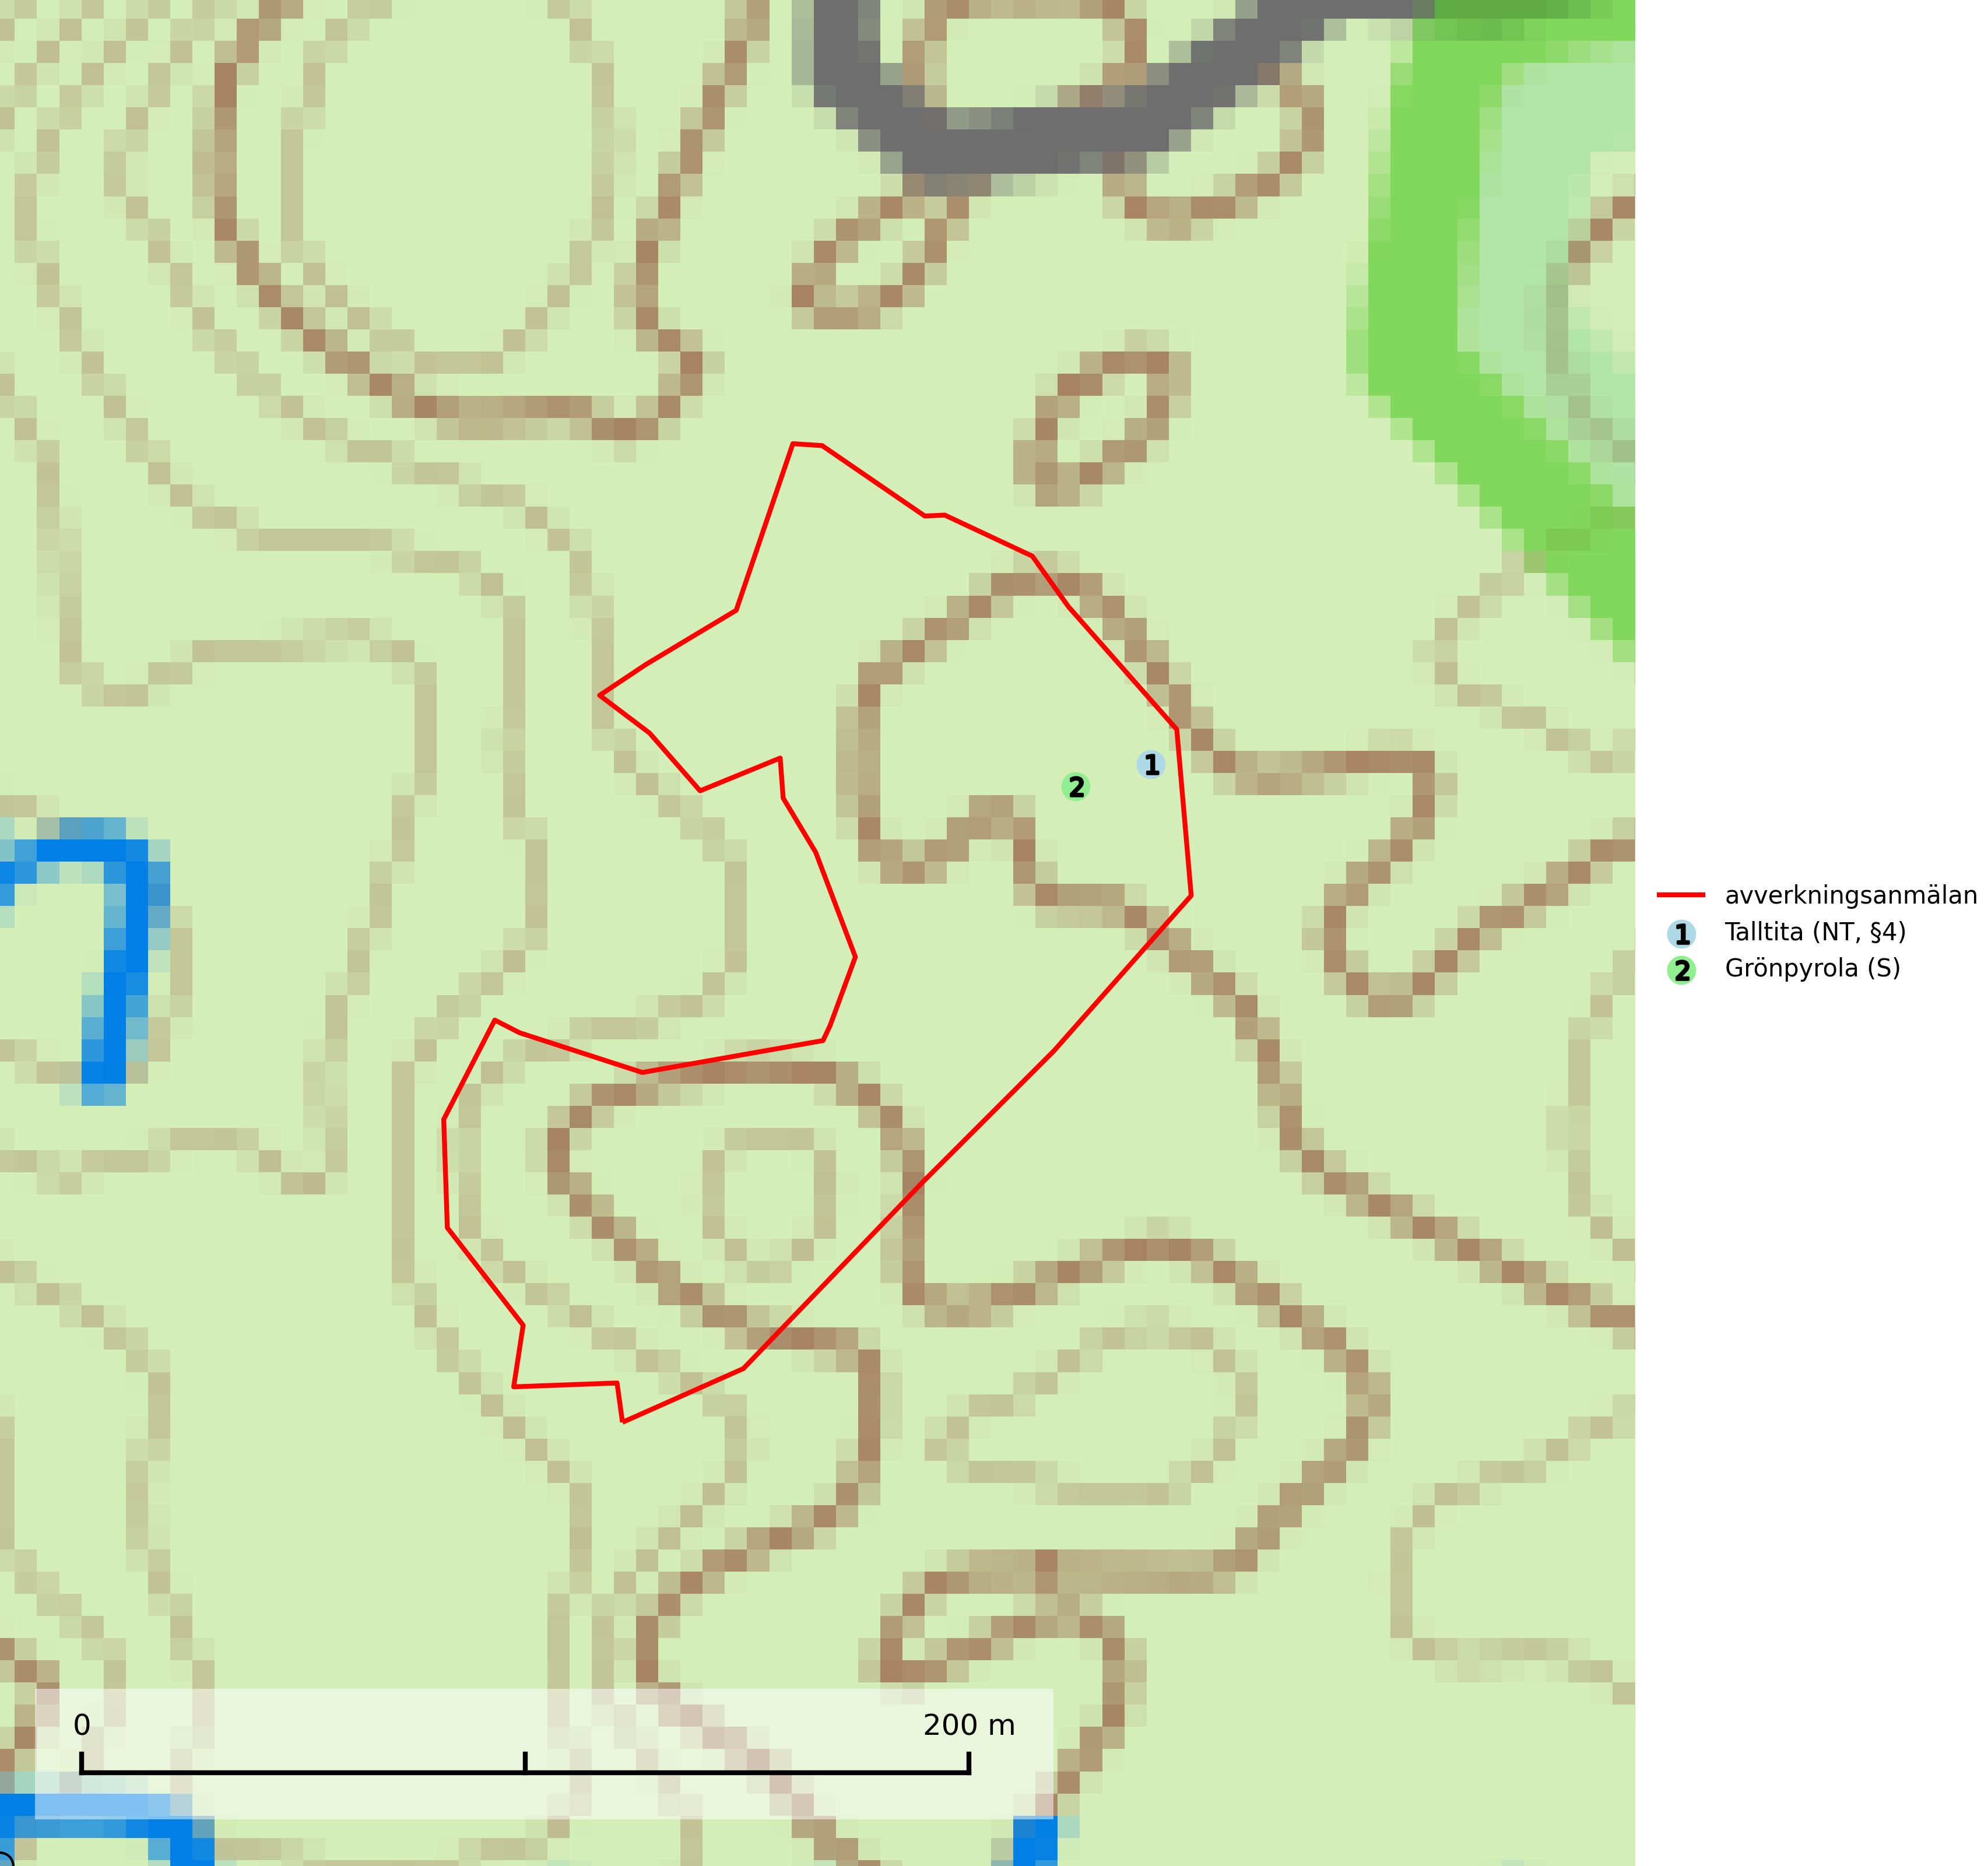 1
2
avverkningsanmälan
1 Talltita (NT, §4)
2 Grönpyrola (S)
0 200 m